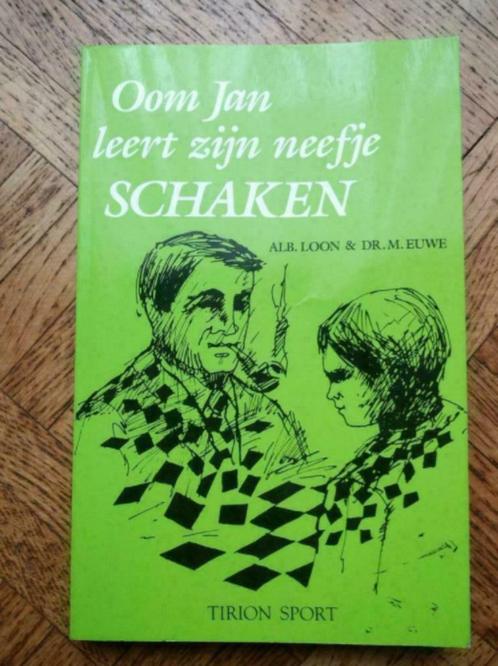 Oom Jan
leert zijn neefje
SCHAKEN
ALB. LOON & DR. M. EUWE
TIRION SPORT